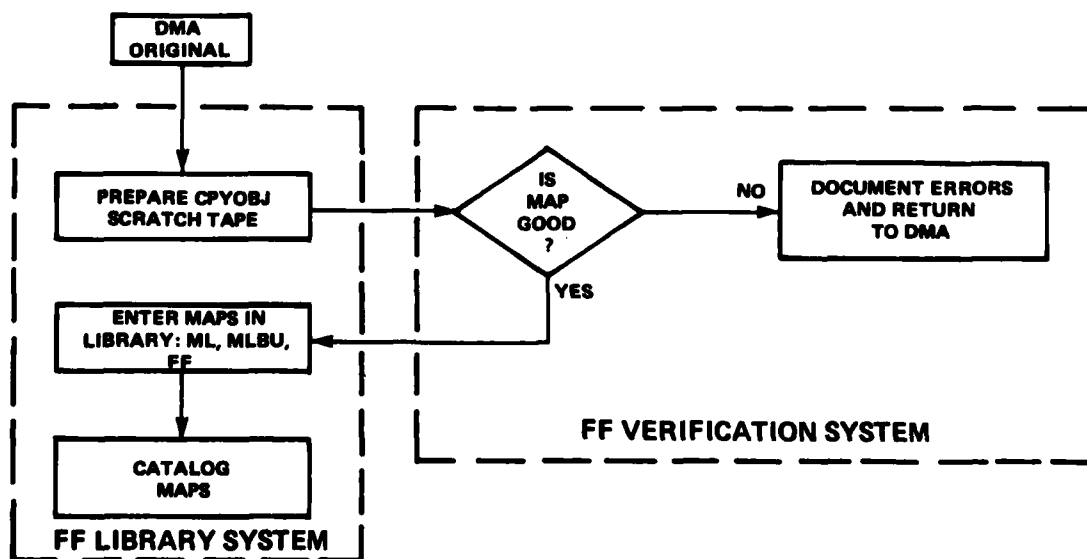 DMA
ORIGINAL
PREPARE CPYOBJ
SCRATCH TAPE
IS
MAP
GOOD
?
NO
DOCUMENT ERRORS
AND RETURN
TO DMA
YES
ENTER MAPS IN
LIBRARY: ML, MLBU,
FF
CATALOG
MAPS
FF LIBRARY SYSTEM
FF VERIFICATION SYSTEM